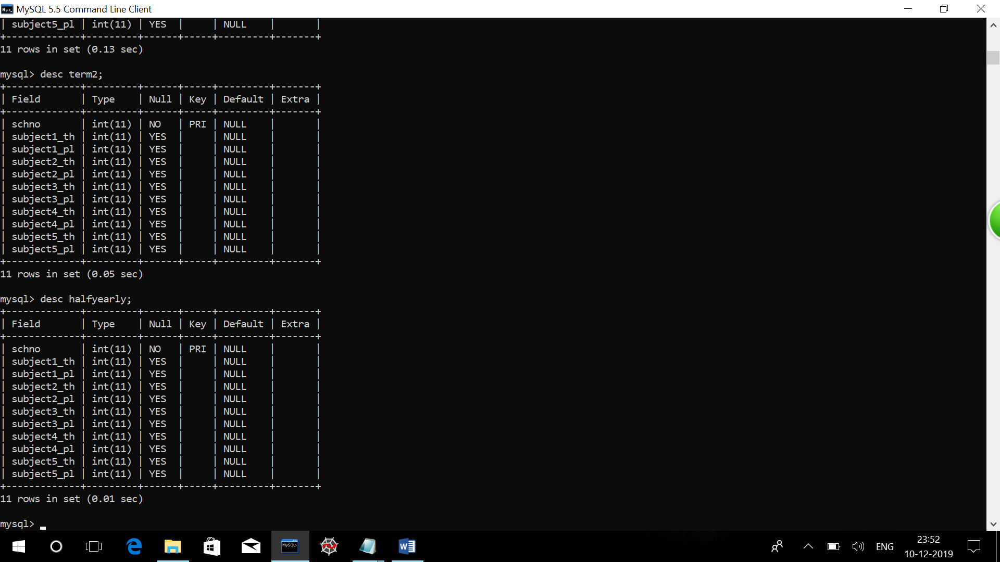 MySQL 5.5 Command Line Client
| subject5_pl | int(11) | YES  |     | NULL    |       |
+-------------+---------+------+-----+---------+-------+
11 rows in set (0.13 sec)
mysql> desc term2;
+-------------+---------+------+-----+---------+-------+
| Field       | Type    | Null | Key | Default | Extra |
+-------------+---------+------+-----+---------+-------+
| schno       | int(11) | NO   | PRI | NULL    |       |
| subject1_th | int(11) | YES  |     | NULL    |       |
| subject1_pl | int(11) | YES  |     | NULL    |       |
| subject2_th | int(11) | YES  |     | NULL    |       |
| subject2_pl | int(11) | YES  |     | NULL    |       |
| subject3_th | int(11) | YES  |     | NULL    |       |
| subject3_pl | int(11) | YES  |     | NULL    |       |
| subject4_th | int(11) | YES  |     | NULL    |       |
| subject4_pl | int(11) | YES  |     | NULL    |       |
| subject5_th | int(11) | YES  |     | NULL    |       |
| subject5_pl | int(11) | YES  |     | NULL    |       |
+-------------+---------+------+-----+---------+-------+
11 rows in set (0.05 sec)
mysql> desc halfyearly;
+-------------+---------+------+-----+---------+-------+
| Field       | Type    | Null | Key | Default | Extra |
+-------------+---------+------+-----+---------+-------+
| schno       | int(11) | NO   | PRI | NULL    |       |
| subject1_th | int(11) | YES  |     | NULL    |       |
| subject1_pl | int(11) | YES  |     | NULL    |       |
| subject2_th | int(11) | YES  |     | NULL    |       |
| subject2_pl | int(11) | YES  |     | NULL    |       |
| subject3_th | int(11) | YES  |     | NULL    |       |
| subject3_pl | int(11) | YES  |     | NULL    |       |
| subject4_th | int(11) | YES  |     | NULL    |       |
| subject4_pl | int(11) | YES  |     | NULL    |       |
| subject5_th | int(11) | YES  |     | NULL    |       |
| subject5_pl | int(11) | YES  |     | NULL    |       |
+-------------+---------+------+-----+---------+-------+
11 rows in set (0.01 sec)
mysql> _
MySQL>
ENG
23:52
10-12-2019